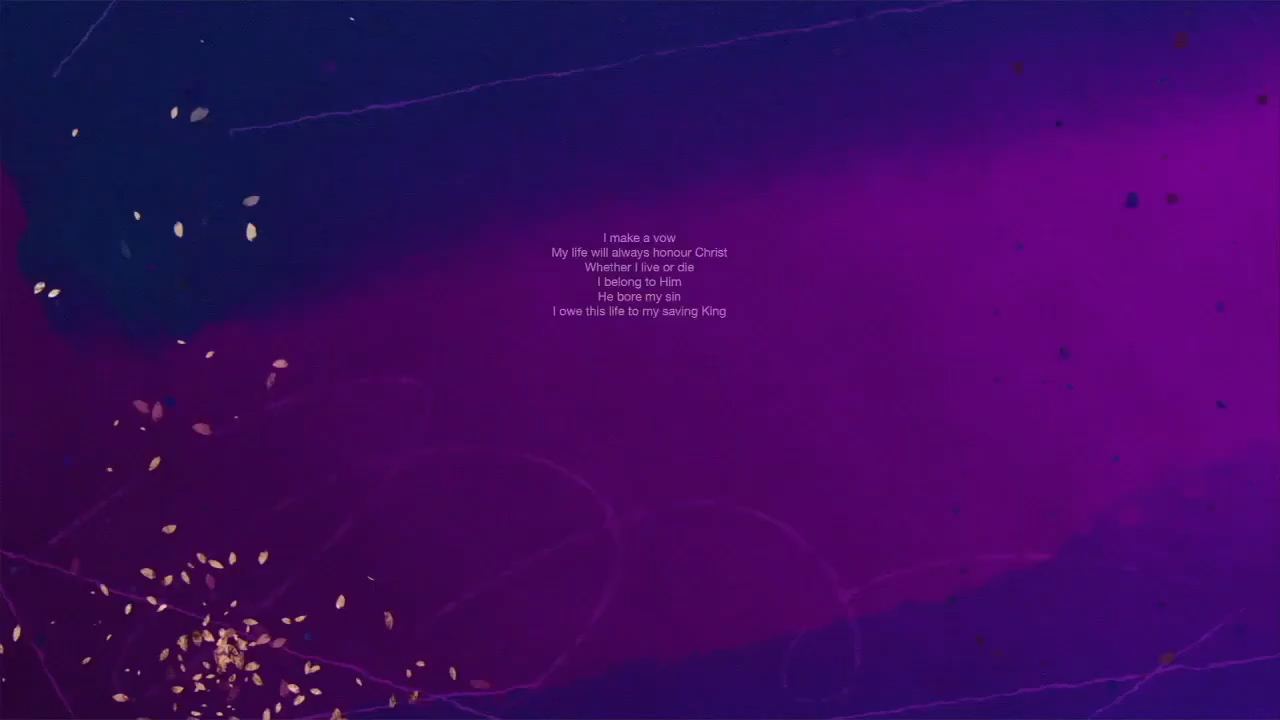 I make a vow
My life will always honour Christ
Whether I live or die
I belong to Him
He bore my sin
I owe this life to my saving King